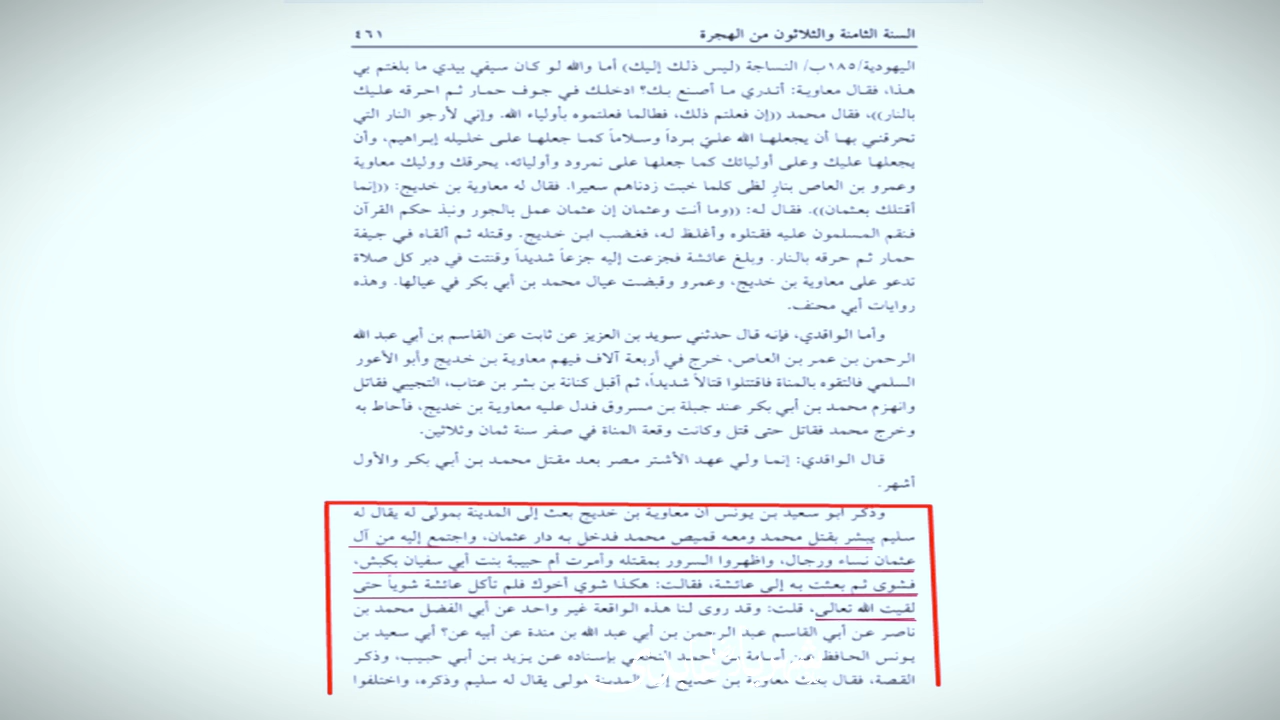 السنة الثامنة والثلاثون من الهجرة
٤٦١
اليهودية/١٨٥ب/ النساجة (ليس ذلك إليك) أما والله لو كان سيفي بيدي ما بلغتم بي
هذا، فقال معاوية: أتدري ما أصنع بك؟ ادخلك في جوف حمار ثم احرقه عليك
بالنار))، فقال محمد ((إن فعلتم ذلك، فطالما فعلتموه بأولياء الله. وإني لأرجو النار التي
تحرقني بها أن يجعلها الله عليّ برداً وسلاماً كما جعلها على خليله إبراهيم، وأن
يجعلها عليك وعلى أوليائك كما جعلها على نمرود وأوليائه، يحرقك ووليك معاوية
وعمرو بن العاص بنارِ لظى كلما خبت زدناهم سعيرا. فقال له معاوية بن خديج: ((إنما
أقتلك بعثمان)). فقال له: ((وما أنت وعثمان إن عثمان عمل بالجور ونبذ حكم القرآن
فنقم المسلمون عليه فقتلوه وأغلظ له، فغضب ابن خديج. وقتله ثم ألقاه في جيفة
حمار ثم حرقه بالنار. وبلغ عائشة فجزعت إليه جزعاً شديداً وقنتت في دبر كل صلاة
تدعو على معاوية بن خديج، وعمرو وقبضت عيال محمد بن أبي بكر في عيالها. وهذه
روايات أبي محنف.
وأما الواقدي، فإنه قال حدثني سويد بن العزيز عن ثابت عن القاسم بن أبي عبد الله
الرحمن بن عمر بن العاص، خرج في أربعة آلاف فيهم معاوية بن خديج وأبو الأعور
السلمي فالتقوه بالمناة فاقتتلوا قتالاً شديداً، ثم أقبل كنانة بن بشر بن عتاب، التجيبي فقاتل
وانهزم محمد بن أبي بكر عند جبلة بن مسروق فدل عليه معاوية بن خديج، فأحاط به
وخرج محمد فقاتل حتى قتل وكانت وقعة المناة في صفر سنة ثمان وثلاثين.
قال الواقدي: إنما ولي عهد الأشتر مصر بعد مقتل محمد بن أبي بكر والأول
أشهر.
وذكر أبو سعيد بن يونس أن معاوية بن خديج بعث إلى المدينة بمولى له يقال له
سليم يبشر بقتل محمد ومعه قميص محمد فدخل به دار عثمان، واجتمع إليه من آل
عثمان نساء ورجال، واظهروا السرور بمقتله وأمرت أم حبيبة بنت أبي سفيان بكبش،
فشوى ثم بعثت به إلى عائشة، فقالت: هكذا شوي أخوك فلم تأكل عائشة شوياً حتى
لقيت الله تعالى، قلت: وقد روى لنا هذه الواقعة غير واحد عن أبي الفضل محمد بن
ناصر عن أبي القاسم عبد الرحمن بن أبي عبد الله بن مندة عن أبيه عن؟ أبي سعيد بن
يونس الحافظ عن أسامة بإسناده عن يزيد بن أبي حبيب، وذكر
القصة، فقال بعث معاوية بن خديج إلى المدينة مولى يقال له سليم وذكره، واختلفوا